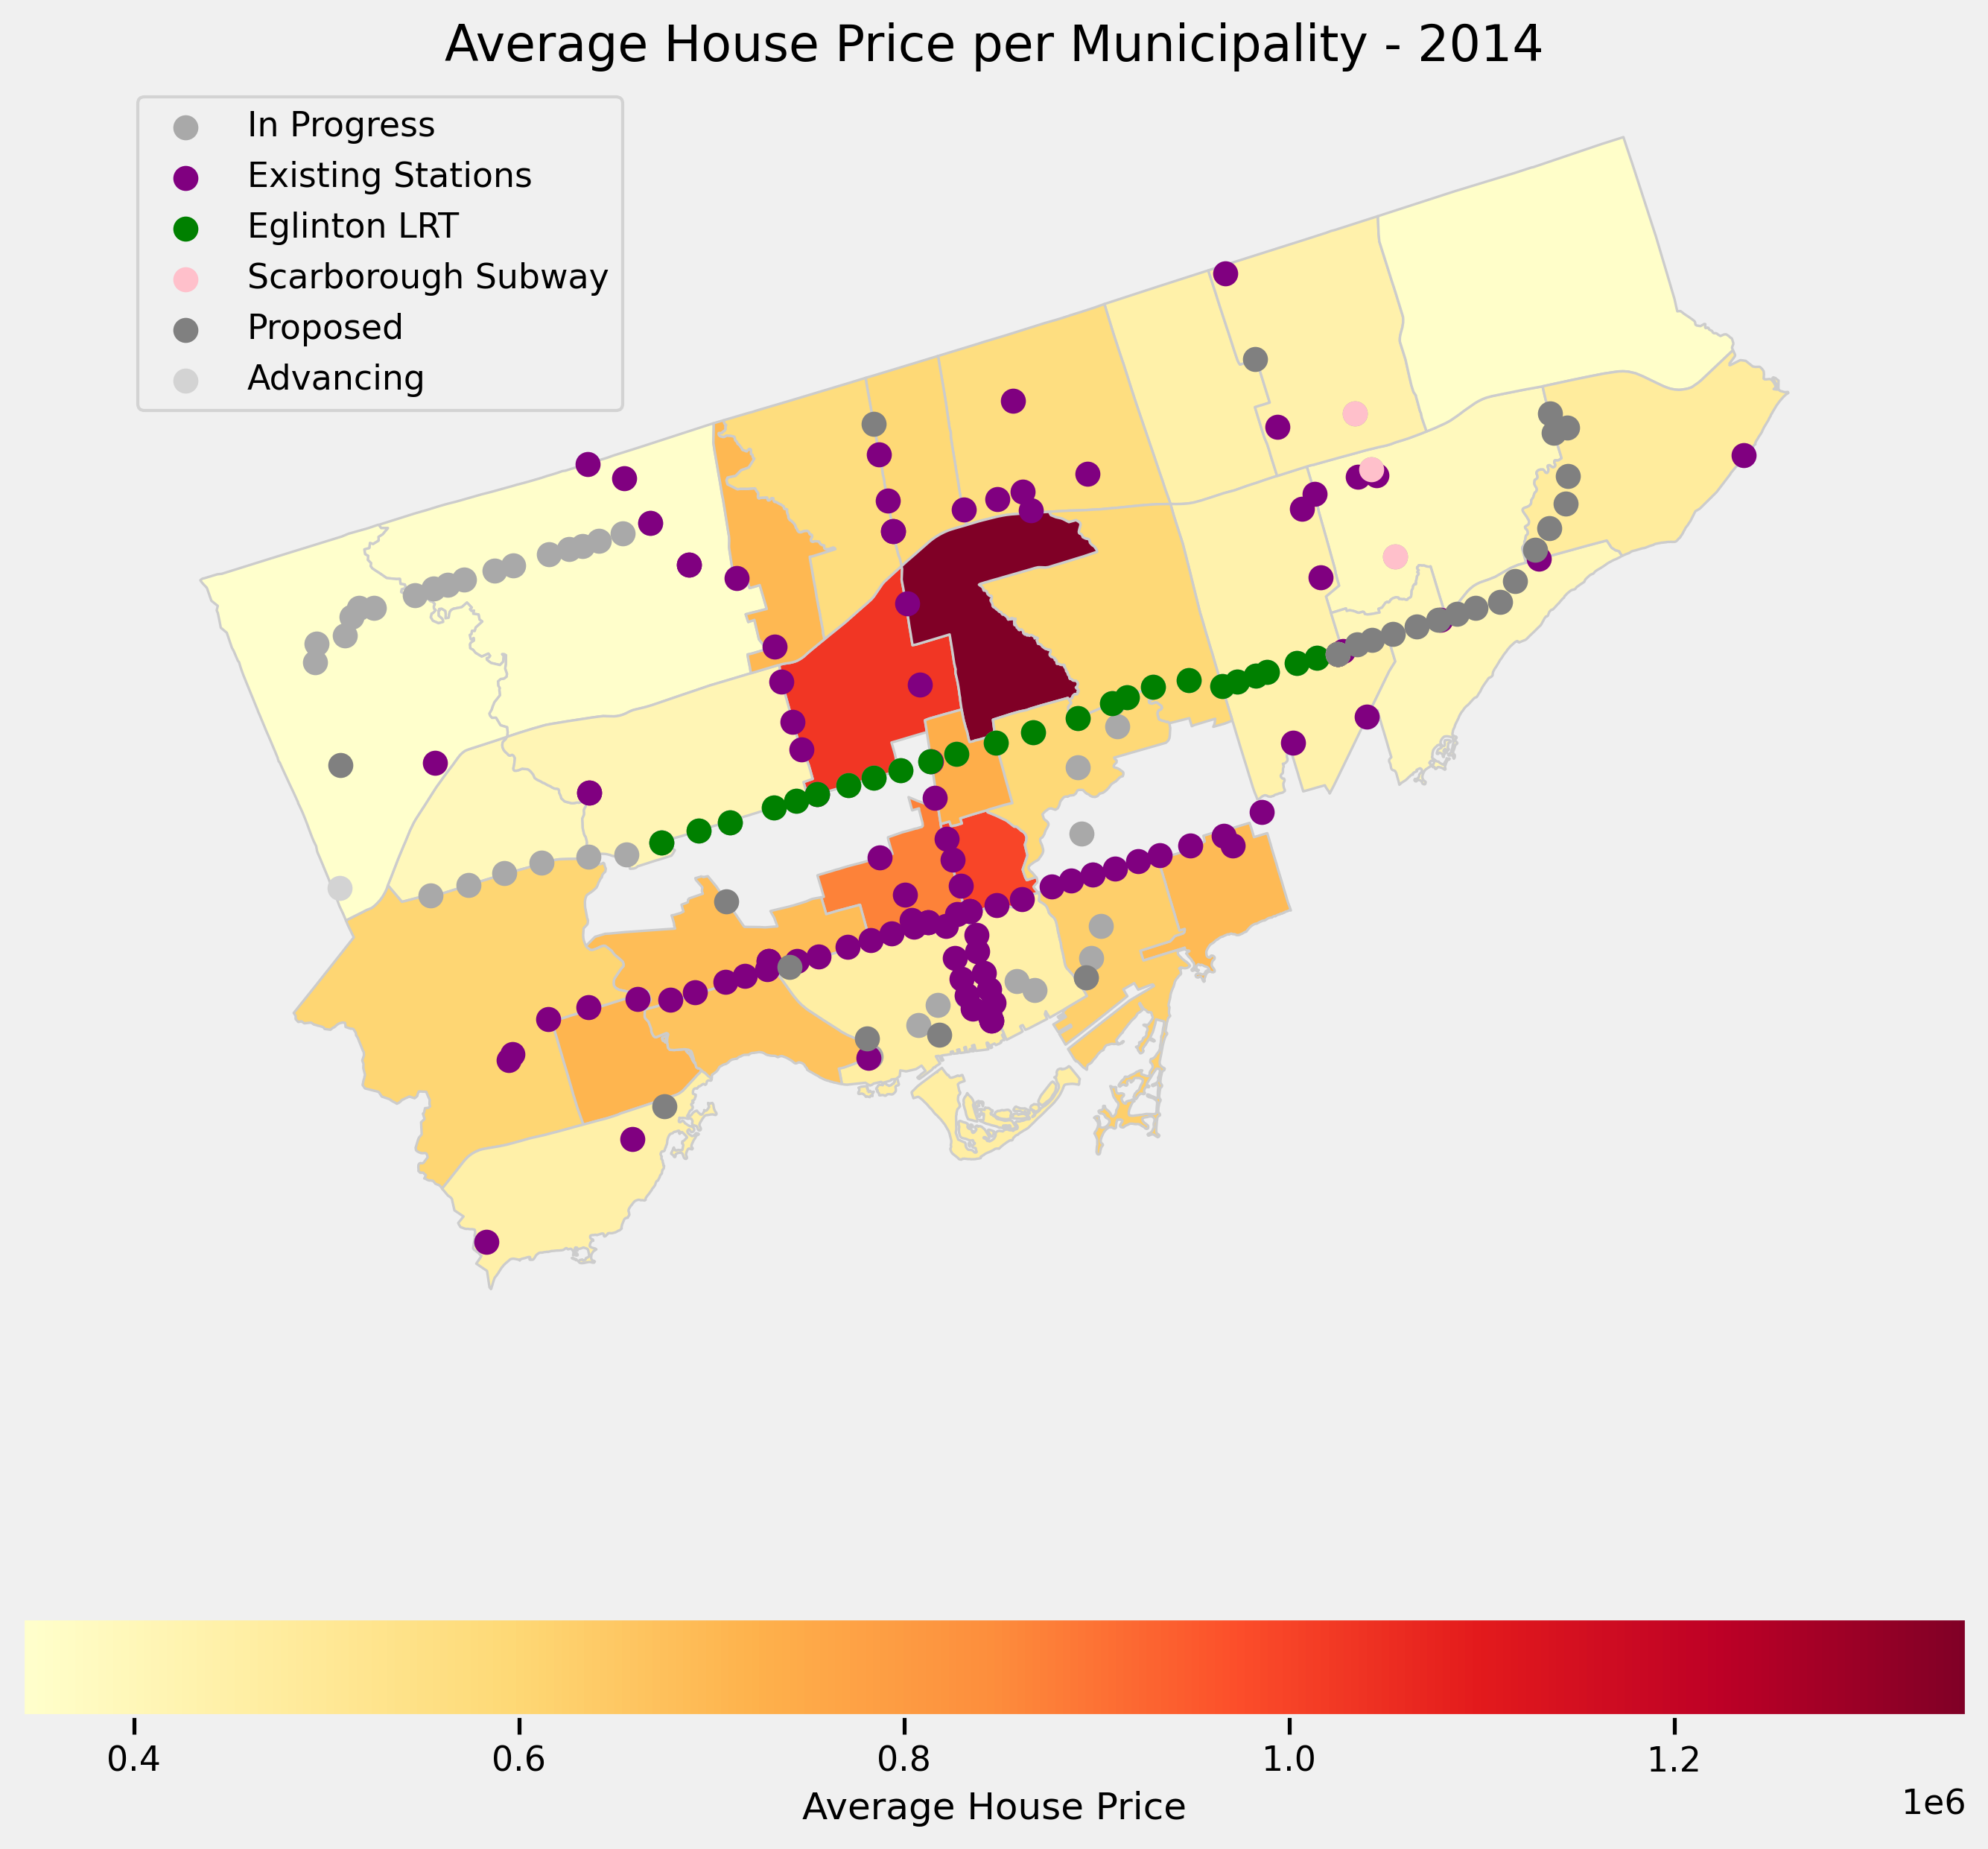 Average House Price per Municipality - 2014
In Progress
Existing Stations
Eglinton LRT
Scarborough Subway
Proposed
Advancing
0.4 0.6 0.8 1.0 1.2
Average House Price
1e6